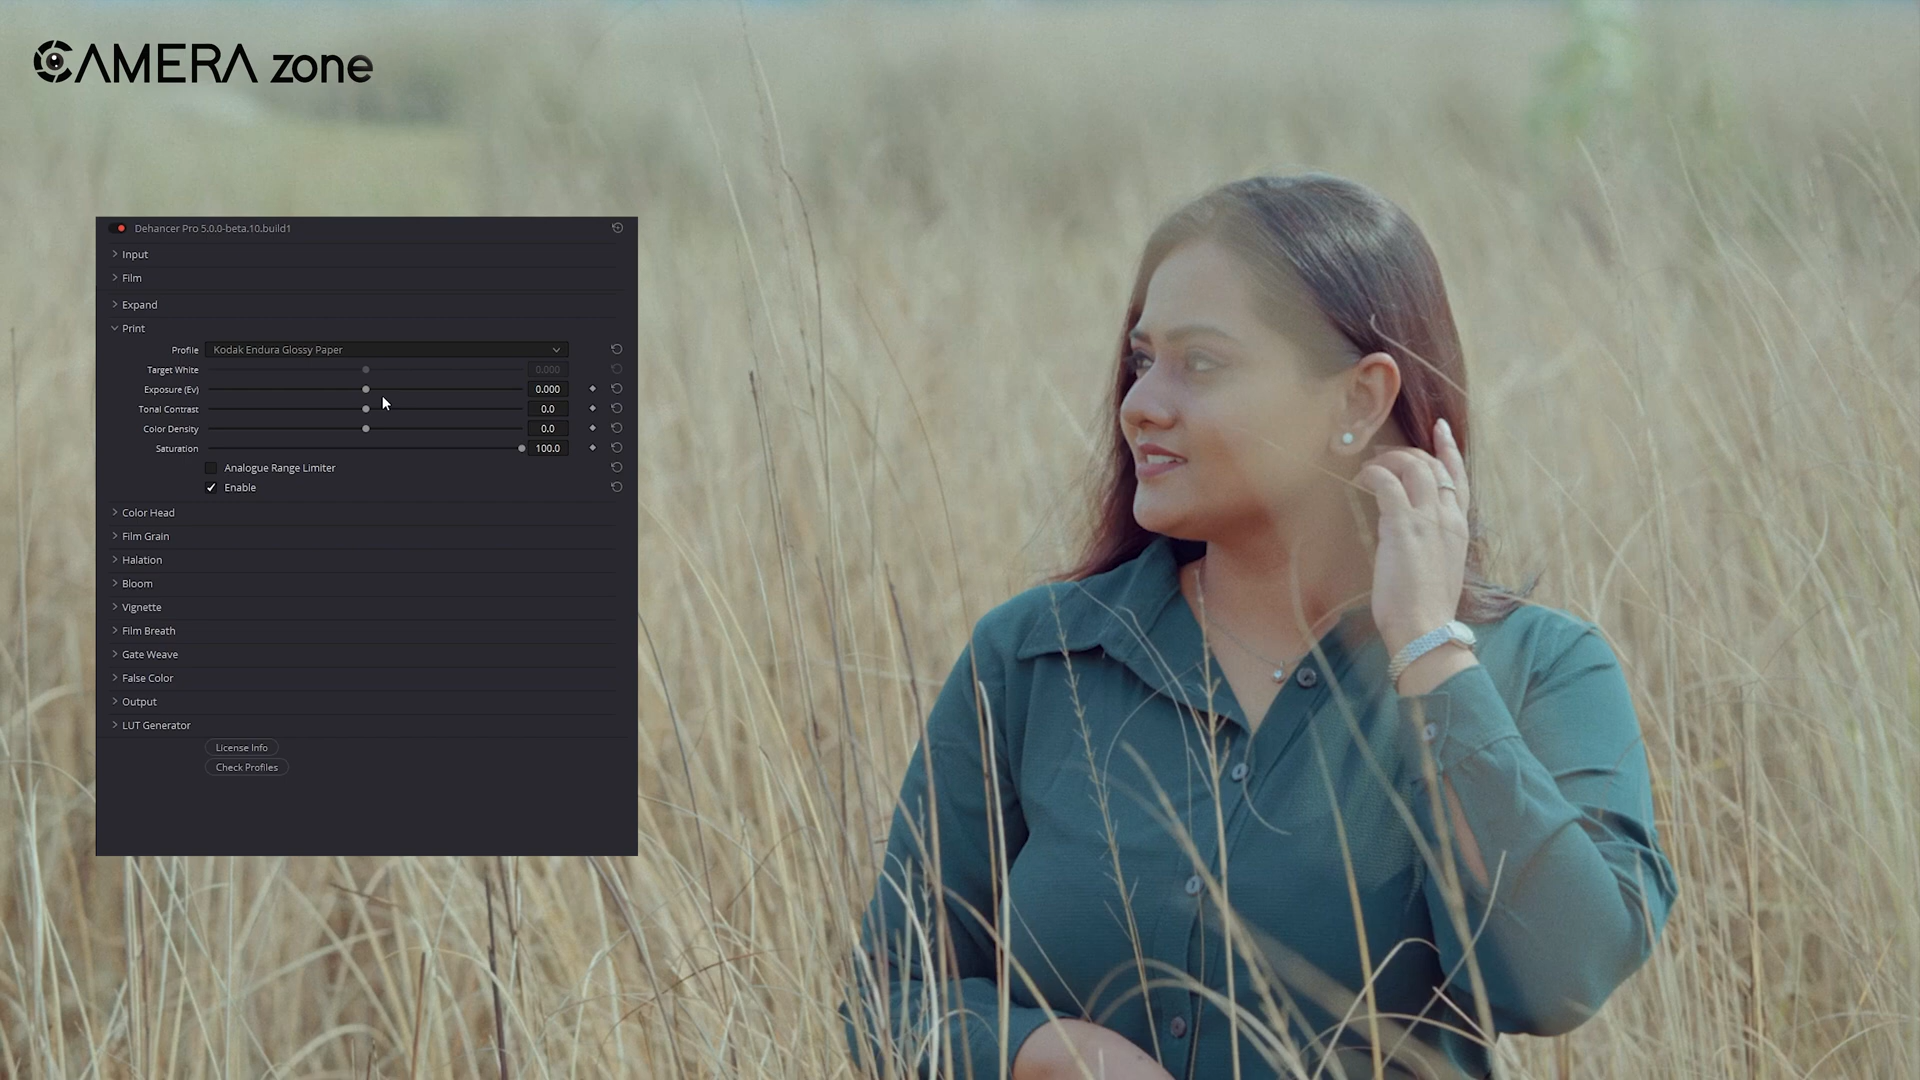 CAMERA zone
Dehancer Pro 5.0.0-beta.10.build1
Input
Film
Expand
Print
Profile Kodak Endura Glossy Paper
Target White 0.000
Exposure (Ev) 0.000
Tonal Contrast 0.0
Color Density 0.0
Saturation 100.0
Analogue Range Limiter
Enable
Color Head
Film Grain
Halation
Bloom
Vignette
Film Breath
Gate Weave
False Color
Output
LUT Generator
License Info
Check Profiles